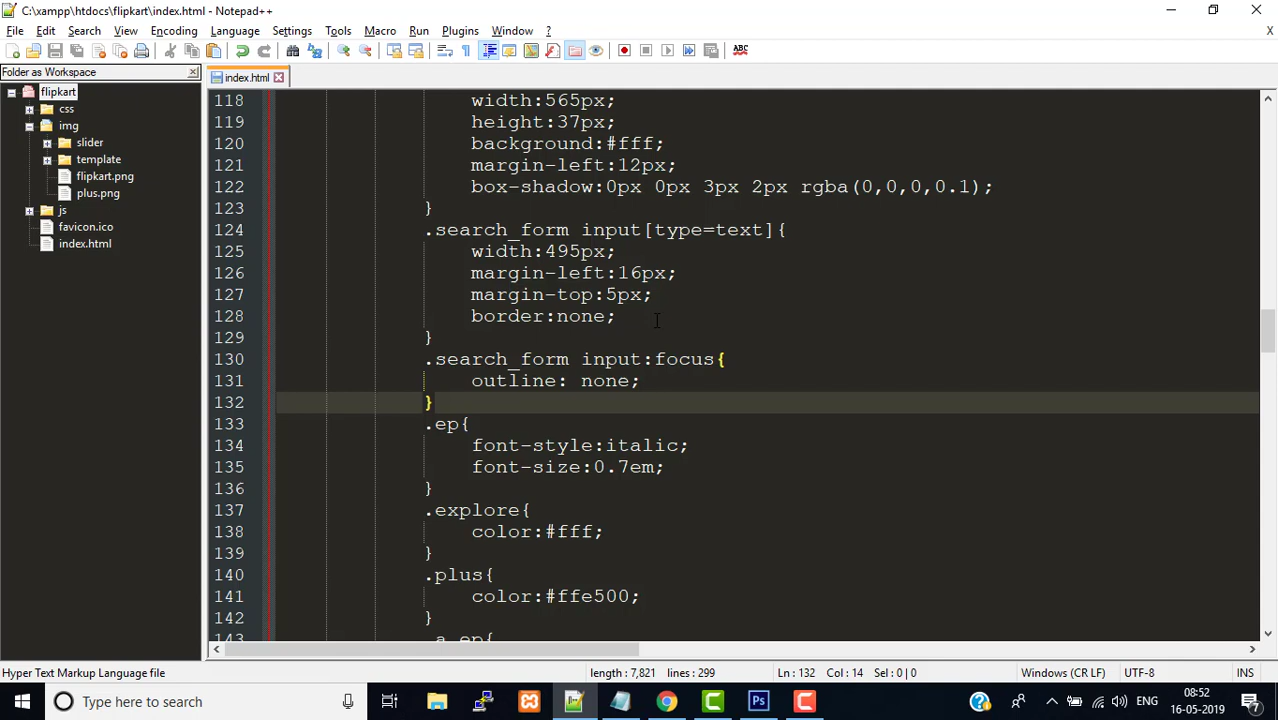 C:\xampp\htdocs\flipkart\index.html - Notepad++
File Edit Search View Encoding Language Settings Tools Macro Run Plugins Window ?
X
ABC
Folder as Workspace
flipkart
css
img
slider
template
flipkart.png
plus.png
js
favicon.ico
index.html
index.html
118 width:565px;
119 height:37px;
120 background:#fff;
121 margin-left:12px;
122 box-shadow:0px 0px 3px 2px rgba(0,0,0,0.1);
123 }
124 .search_form input[type=text]{
125 width:495px;
126 margin-left:16px;
127 margin-top:5px;
128 border:none;
129 }
130 .search_form input:focus{
131 outline: none;
132 }
133 .ep{
134 font-style:italic;
135 font-size:0.7em;
136 }
137 .explore{
138 color:#fff;
139 }
140 .plus{
141 color:#ffe500;
142 }
143 .a_ep{
Hyper Text Markup Language file length : 7,821 lines : 299 Ln : 132 Col : 14 Sel : 0 | 0 Windows (CR LF) UTF-8 INS
Type here to search
ENG
08:52
16-05-2019
7